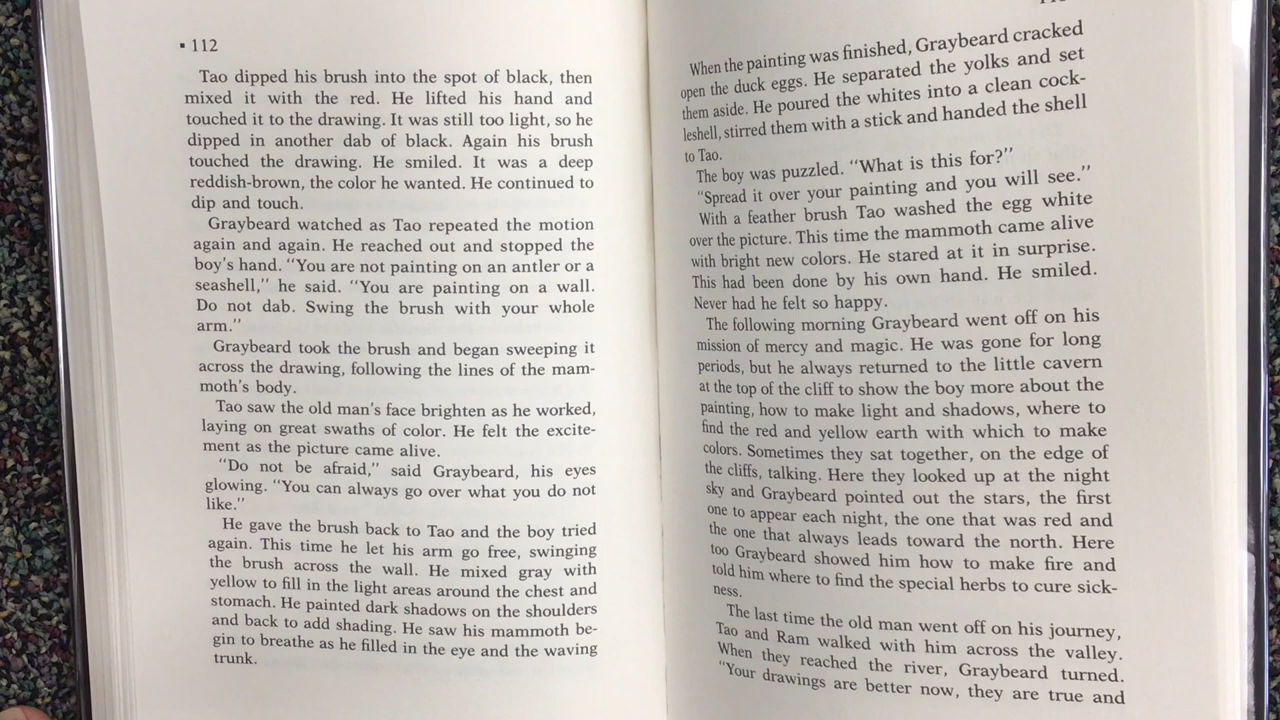 ▪ 112
Tao dipped his brush into the spot of black, then
mixed it with the red. He lifted his hand and
touched it to the drawing. It was still too light, so he
dipped in another dab of black. Again his brush
touched the drawing. He smiled. It was a deep
reddish-brown, the color he wanted. He continued to
dip and touch.
Graybeard watched as Tao repeated the motion
again and again. He reached out and stopped the
boy's hand. "You are not painting on an antler or a
seashell," he said. "You are painting on a wall.
Do not dab. Swing the brush with your whole
arm."
Graybeard took the brush and began sweeping it
across the drawing, following the lines of the mam-
moth's body.
Tao saw the old man's face brighten as he worked,
laying on great swaths of color. He felt the excite-
ment as the picture came alive.
"Do not be afraid," said Graybeard, his eyes
glowing. "You can always go over what you do not
like."
He gave the brush back to Tao and the boy tried
again. This time he let his arm go free, swinging
the brush across the wall. He mixed gray with
yellow to fill in the light areas around the chest and
stomach. He painted dark shadows on the shoulders
and back to add shading. He saw his mammoth be-
gin to breathe as he filled in the eye and the waving
trunk.
When the painting was finished, Graybeard cracked
open the duck eggs. He separated the yolks and set
them aside. He poured the whites into a clean cock-
leshell, stirred them with a stick and handed the shell
to Tao.
The boy was puzzled. "What is this for?"
"Spread it over your painting and you will see."
With a feather brush Tao washed the egg white
over the picture. This time the mammoth came alive
with bright new colors. He stared at it in surprise.
This had been done by his own hand. He smiled.
Never had he felt so happy.
The following morning Graybeard went off on his
mission of mercy and magic. He was gone for long
periods, but he always returned to the little cavern
at the top of the cliff to show the boy more about the
painting, how to make light and shadows, where to
find the red and yellow earth with which to make
colors. Sometimes they sat together, on the edge of
the cliffs, talking. Here they looked up at the night
sky and Graybeard pointed out the stars, the first
one to appear each night, the one that was red and
the one that always leads toward the north. Here
too Graybeard showed him how to make fire and
told him where to find the special herbs to cure sick-
ness.
The last time the old man went off on his journey,
Tao and Ram walked with him across the valley.
When they reached the river, Graybeard turned.
"Your drawings are better now, they are true and